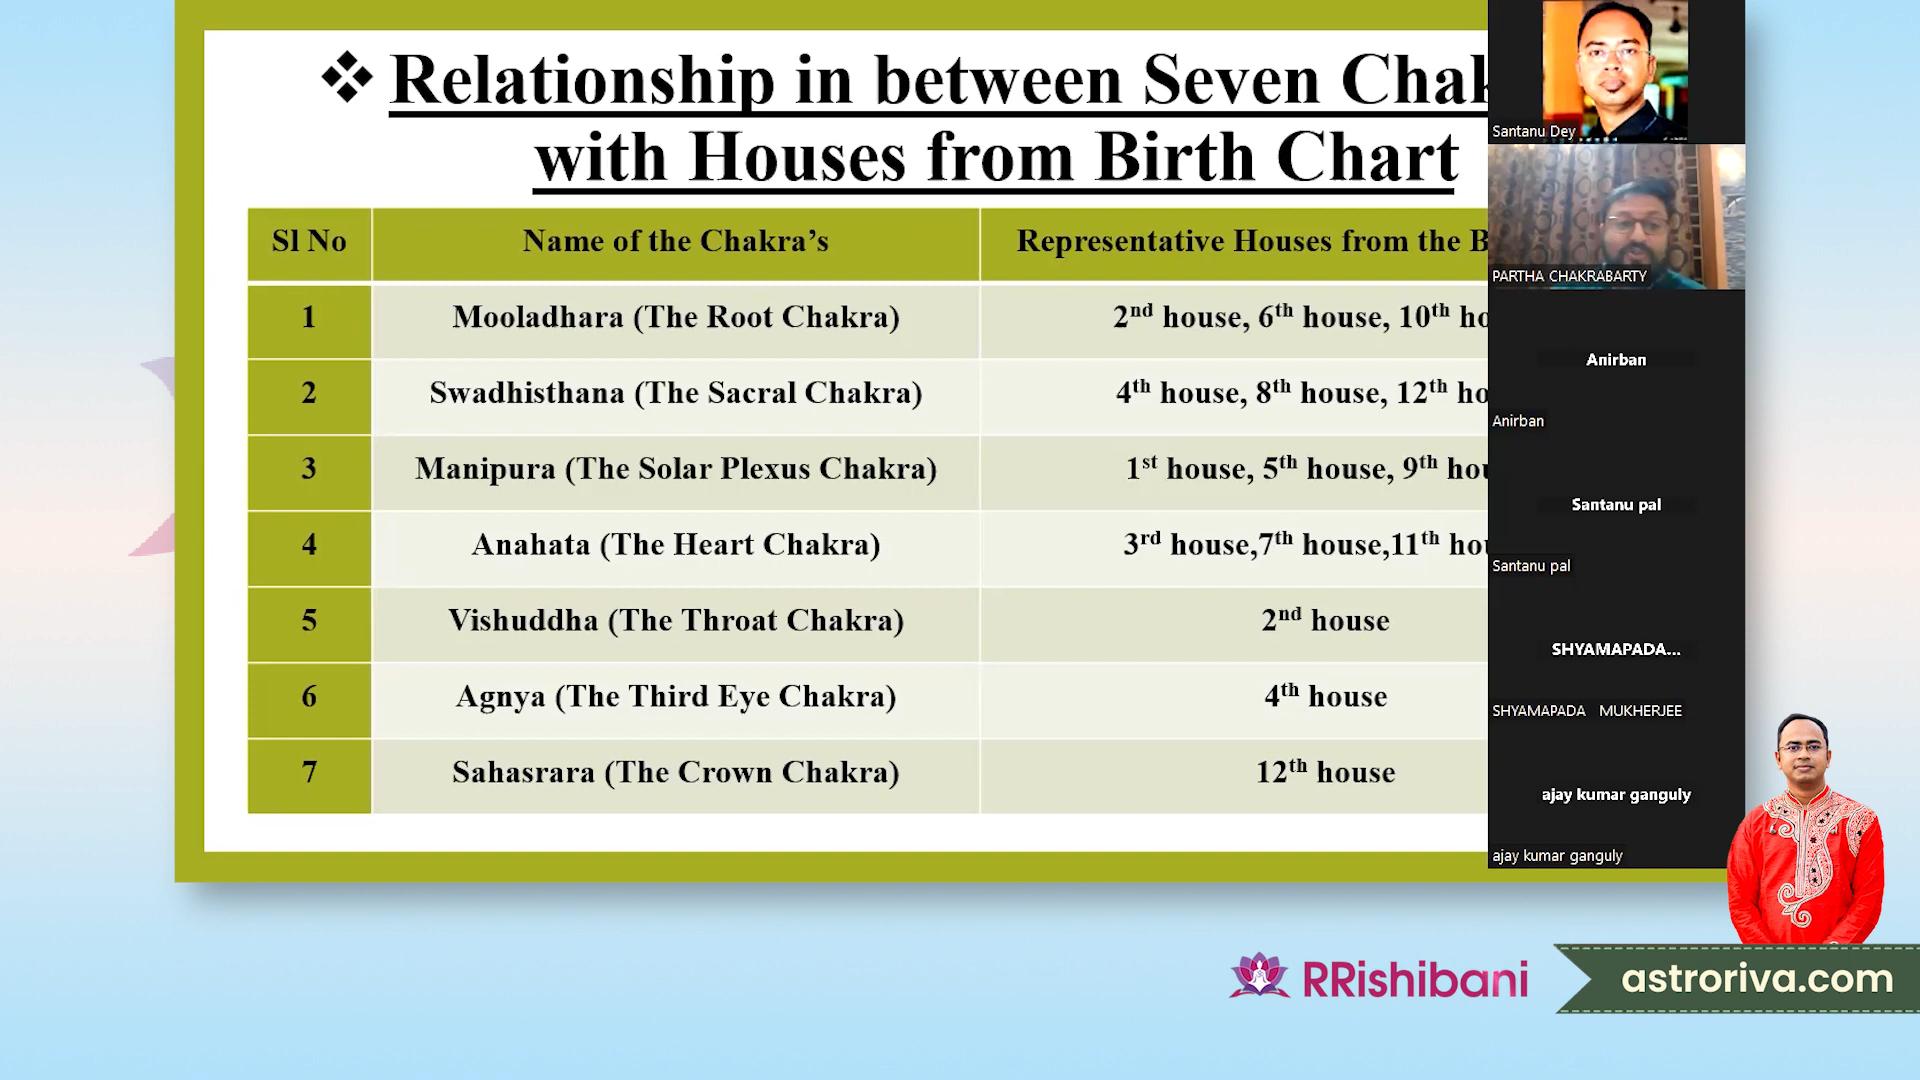 ❖ Relationship in between Seven Chak
with Houses from Birth Chart
Sl No Name of the Chakra’s Representative Houses from the B
1 Mooladhara (The Root Chakra) 2nd house, 6th house, 10th ho
2 Swadhisthana (The Sacral Chakra) 4th house, 8th house, 12th ho
3 Manipura (The Solar Plexus Chakra) 1st house, 5th house, 9th hou
4 Anahata (The Heart Chakra) 3rd house,7th house,11th hou
5 Vishuddha (The Throat Chakra) 2nd house
6 Agnya (The Third Eye Chakra) 4th house
7 Sahasrara (The Crown Chakra) 12th house
Santanu Dey
PARTHA CHAKRABARTY
Anirban
Anirban
Santanu pal
Santanu pal
SHYAMAPADA...
SHYAMAPADA MUKHERJEE
ajay kumar ganguly
ajay kumar ganguly
RRishibani
astroriva.com